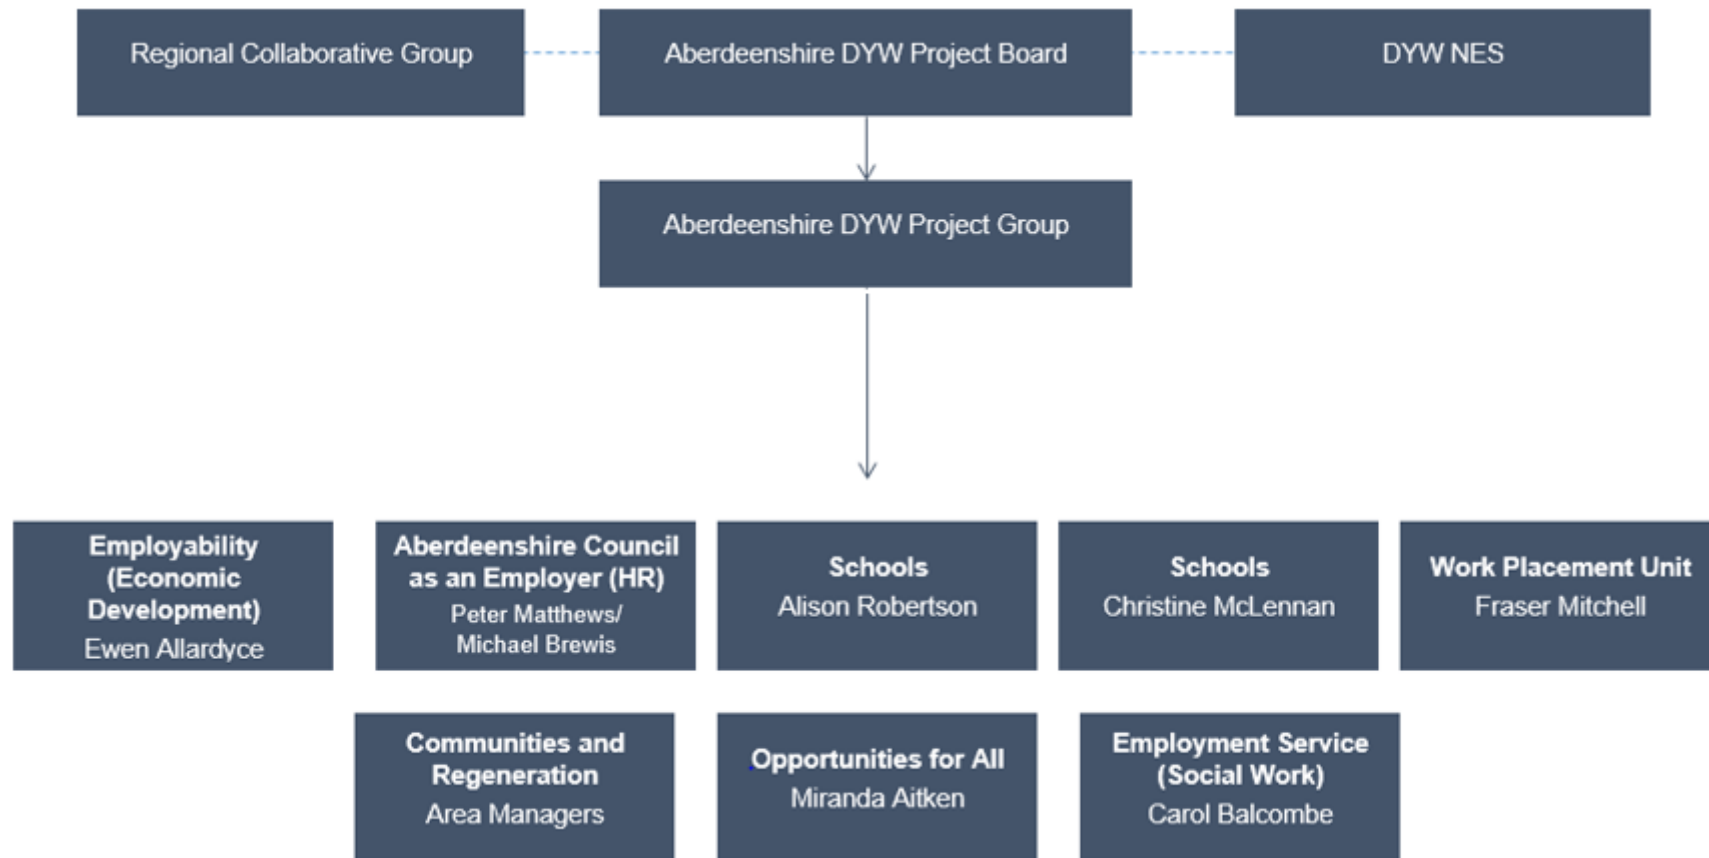 Regional Collaborative Group
Aberdeenshire DYW Project Board
DYW NES
Aberdeenshire DYW Project Group
Employability
(Economic
Development)
Ewen Allardyce
Aberdeenshire Council
as an Employer (HR)
Peter Matthews/
Michael Brewis
Schools
Alison Robertson
Schools
Christine McLennan
Work Placement Unit
Fraser Mitchell
Communities and
Regeneration
Area Managers
Opportunities for All
Miranda Aitken
Employment Service
(Social Work)
Carol Balcombe